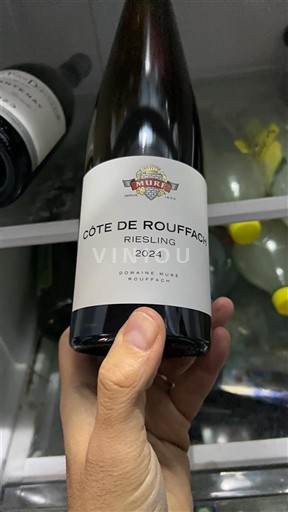 MURÉ
CÔTE DE ROUFFACH
RIESLING
2024
VINIOU
DOMAINE MURÉ
ROUFFACH